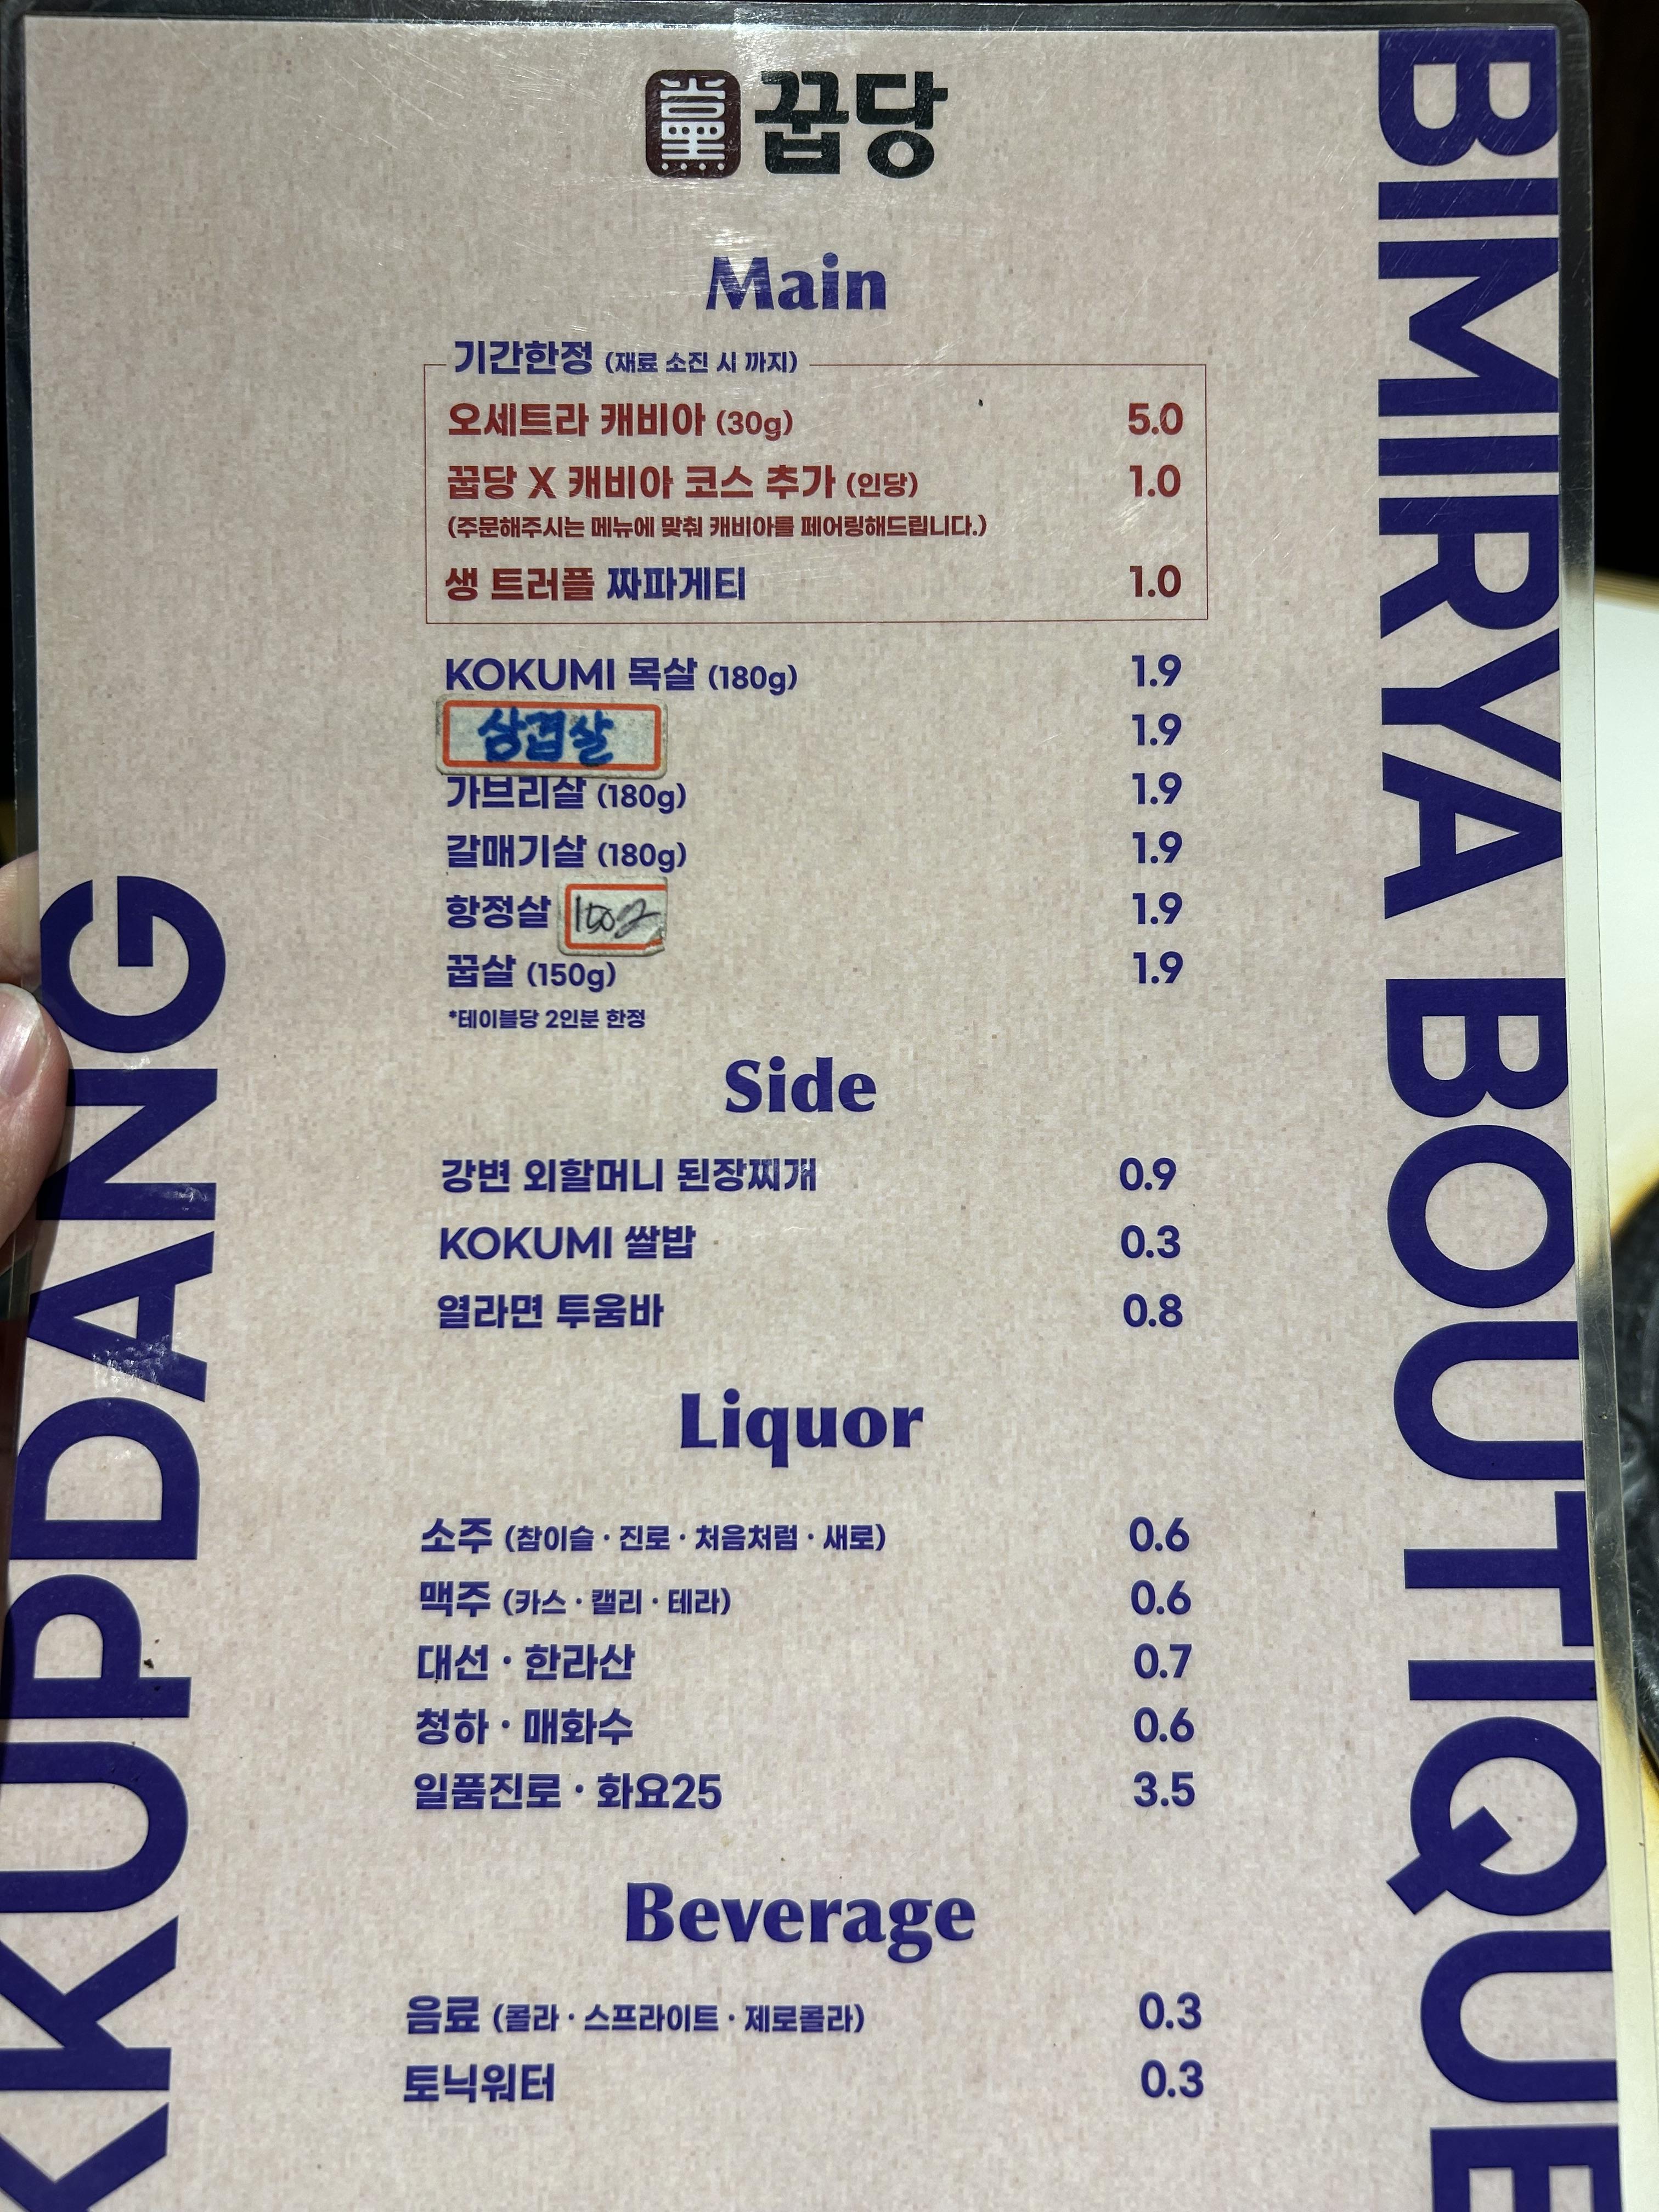 堂 꿉당
Main
기간한정 (재료 소진 시 까지)
오세트라 캐비아 (30g) 5.0
꿉당 X 캐비아 코스 추가 (인당) 1.0
(주문해주시는 메뉴에 맞춰 캐비아를 페어링해드립니다.)
생 트러플 짜파게티 1.0
KOKUMI 목살 (180g) 1.9
삼겹살 1.9
가브리살 (180g) 1.9
갈매기살 (180g) 1.9
항정살 150g 1.9
꿉살 (150g) 1.9
*테이블당 2인분 한정
Side
강변 외할머니 된장찌개 0.9
KOKUMI 쌀밥 0.3
열라면 투움바 0.8
Liquor
소주 (참이슬 · 진로 · 처음처럼 · 새로) 0.6
맥주 (카스 · 캘리 · 테라) 0.6
대선 · 한라산 0.7
청하 · 매화수 0.6
일품진로 · 화요25 3.5
Beverage
음료 (콜라 · 스프라이트 · 제로콜라) 0.3
토닉워터 0.3
KKUPDANG
BIMIRYA BOUTIQUE